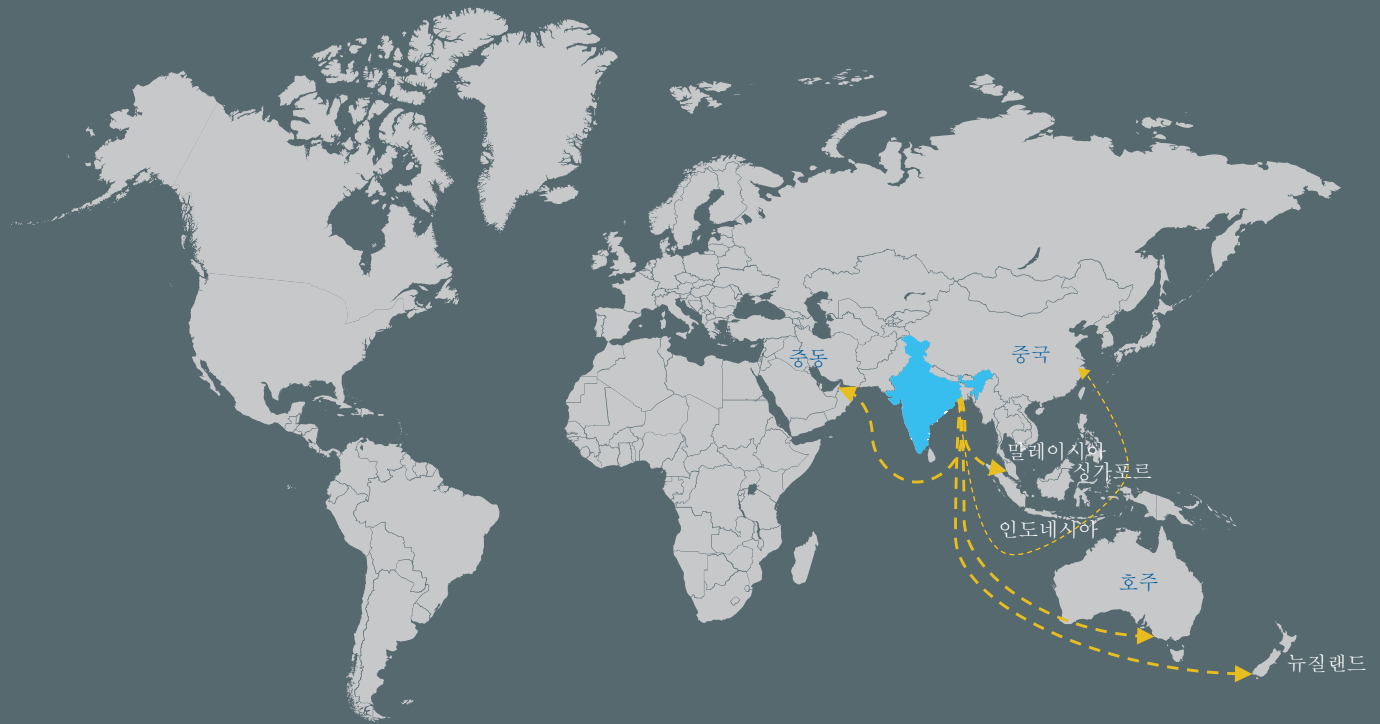 중동
중국
말레이시아
싱가포르
인도네시아
호주
뉴질랜드